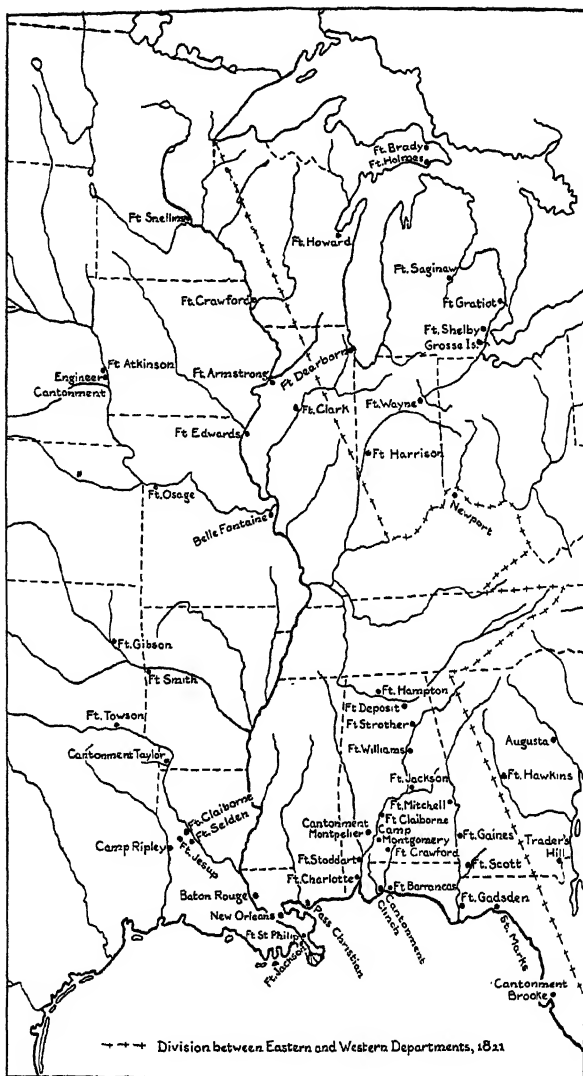 Ft. Brady
Ft. Holmes
Ft Snelling
Ft. Howard
Ft. Saginaw
Ft. Crawford
Ft Gratiot
Ft. Shelby
Grosse Is.
Ft Atkinson
Engineer
Cantonment
Ft. Armstrong
Ft Dearborn
Ft. Clark
Ft. Wayne
Ft Edwards
Ft Harrison
Ft. Osage
Newport
Belle Fontaine
Ft. Gibson
Ft Smith
Ft. Hampton
Ft Deposit
Ft. Towson
Ft Strother
Augusta
Cantonment Taylor
Ft. Williams
Ft. Hawkins
Ft. Jackson
Ft. Claiborne
Ft. Selden
Ft. Jesup
Camp Ripley
Ft. Mitchell
Ft. Claiborne
Cantonment
Montpelier
Camp
Montgomery
Ft Crawford
Ft. Gaines
Trader's
Hill
Ft. Stoddart
Ft. Scott
Ft. Charlotte
Ft. Barrancas
Baton Rouge
Cantonment
Clinch
Ft. Gadsden
New Orleans
Pass Christian
St. Marks
Ft St Philip
Ft. Jackson
Cantonment
Brooke
Division between Eastern and Western Departments, 1821